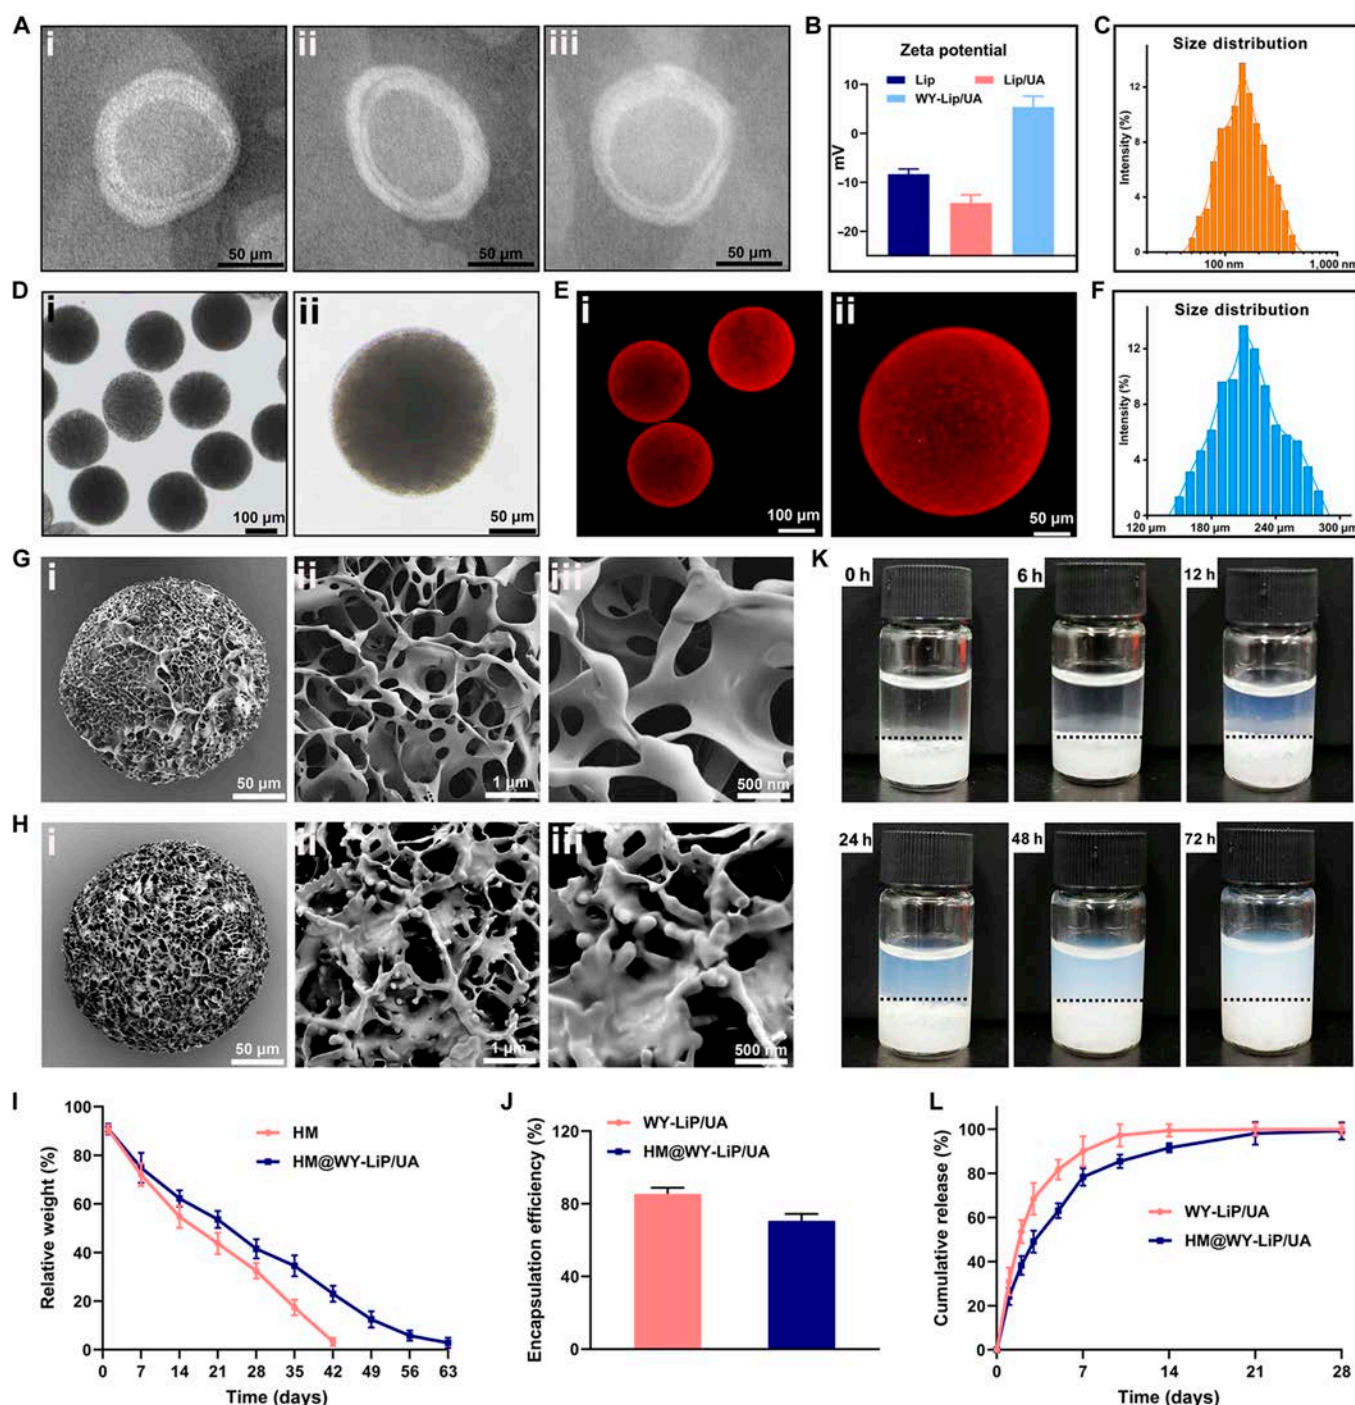 A
i
50 µm
ii
50 µm
iii
50 µm
B
Zeta potential
Lip
Lip/UA
WY-Lip/UA
mV
10
0
−10
−20
C
Size distribution
Intensity (%)
12
8
4
0
100 nm
1,000 nm
D
i
100 µm
ii
50 µm
E
i
100 µm
ii
50 µm
F
Size distribution
Intensity (%)
12
8
4
0
120 µm
180 µm
240 µm
300 µm
G
i
50 µm
ii
1 µm
iii
500 nm
H
i
50 µm
ii
1 µm
iii
500 nm
K
0 h
6 h
12 h
24 h
48 h
72 h
I
Relative weight (%)
100
80
60
40
20
0
HM
HM@WY-LiP/UA
0 7 14 21 28 35 42 49 56 63
Time (days)
J
Encapsulation efficiency (%)
120
80
40
0
WY-LiP/UA
HM@WY-LiP/UA
L
Cumulative release (%)
100
80
60
40
20
0
WY-LiP/UA
HM@WY-LiP/UA
0 7 14 21 28
Time (days)